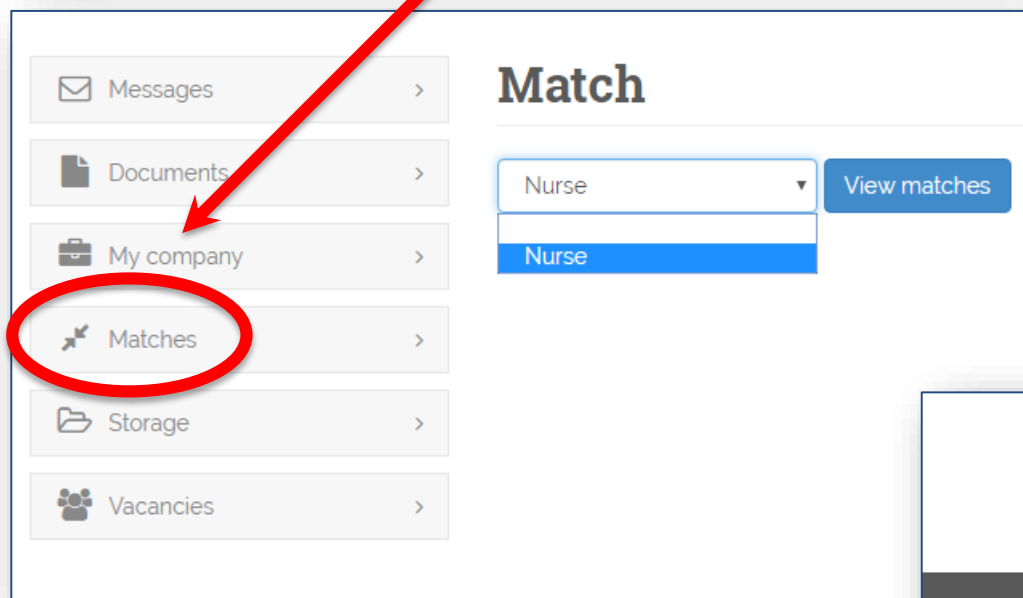 Messages
Documents
My company
Matches
Storage
Vacancies
Match
Nurse
View matches
Nurse